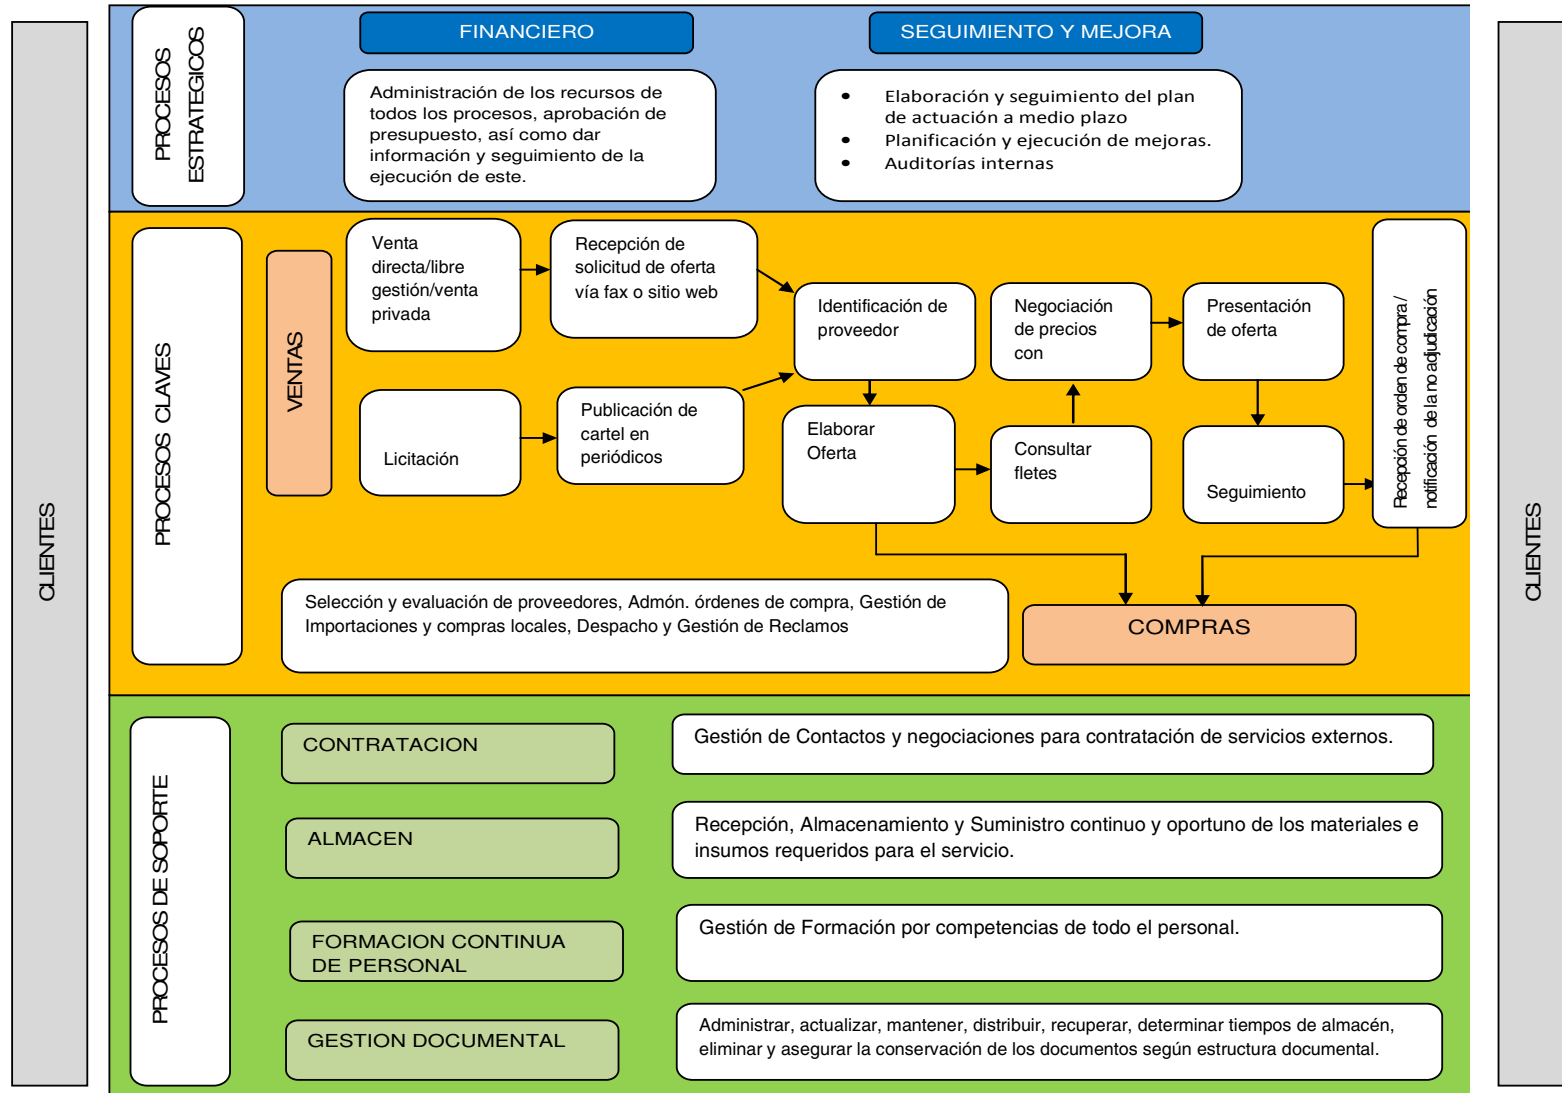 CLIENTES
PROCESOS
ESTRATEGICOS
FINANCIERO
Administración de los recursos de
todos los procesos, aprobación de
presupuesto, así como dar
información y seguimiento de la
ejecución de este.
SEGUIMIENTO Y MEJORA
• Elaboración y seguimiento del plan
de actuación a medio plazo
• Planificación y ejecución de mejoras.
• Auditorías internas
PROCESOS CLAVES
VENTAS
Venta
directa/libre
gestión/venta
privada
Recepción de
solicitud de oferta
vía fax o sitio web
Licitación
Publicación de
cartel en
periódicos
Identificación de
proveedor
Elaborar
Oferta
Negociación
de precios
con
Consultar
fletes
Presentación
de oferta
Seguimiento
Recepción de orden de compra /
notificación de la no adjudicación
Selección y evaluación de proveedores, Admón. órdenes de compra, Gestión de
Importaciones y compras locales, Despacho y Gestión de Reclamos
COMPRAS
PROCESOS DE SOPORTE
CONTRATACION
Gestión de Contactos y negociaciones para contratación de servicios externos.
ALMACEN
Recepción, Almacenamiento y Suministro continuo y oportuno de los materiales e
insumos requeridos para el servicio.
FORMACION CONTINUA
DE PERSONAL
Gestión de Formación por competencias de todo el personal.
GESTION DOCUMENTAL
Administrar, actualizar, mantener, distribuir, recuperar, determinar tiempos de almacén,
eliminar y asegurar la conservación de los documentos según estructura documental.
CLIENTES